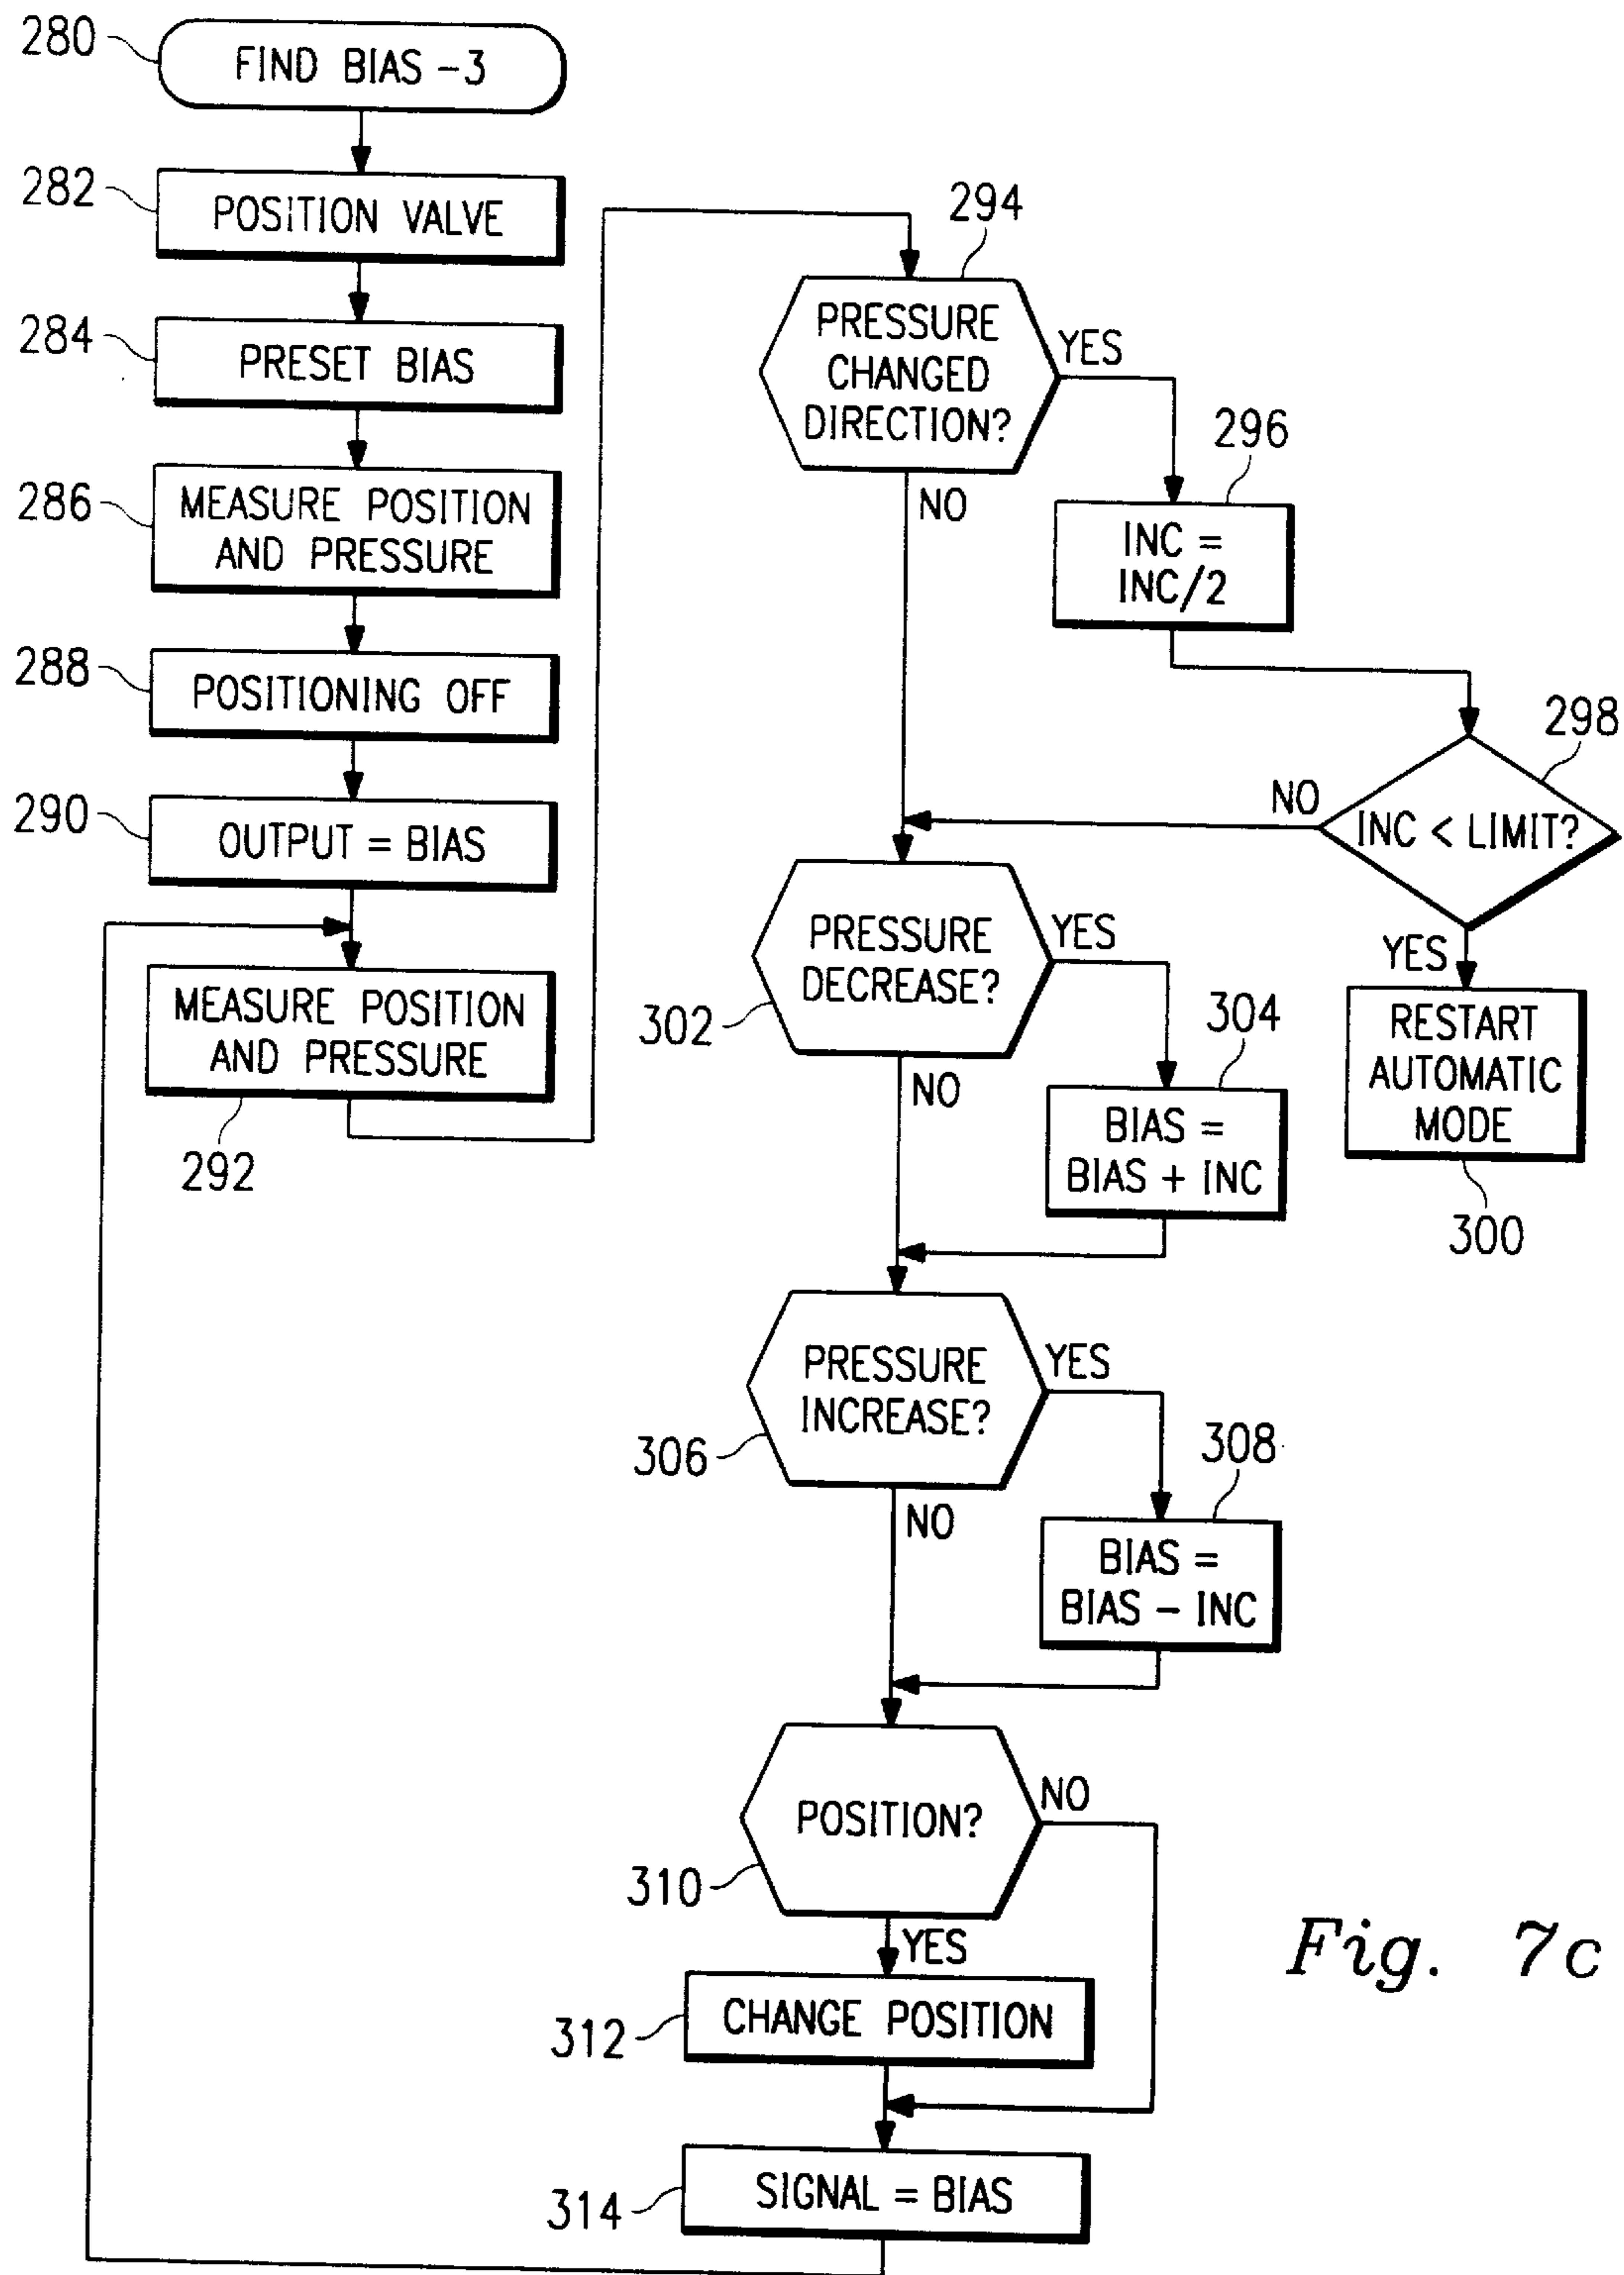 280
FIND BIAS -3
282
POSITION VALVE
284
PRESET BIAS
286
MEASURE POSITION
AND PRESSURE
288
POSITIONING OFF
290
OUTPUT = BIAS
MEASURE POSITION
AND PRESSURE
292
294
PRESSURE
CHANGED
DIRECTION?
YES
NO
296
INC =
INC/2
298
INC < LIMIT?
NO
YES
RESTART
AUTOMATIC
MODE
300
PRESSURE
DECREASE?
302
YES
NO
304
BIAS =
BIAS + INC
PRESSURE
INCREASE?
306
YES
NO
308
BIAS =
BIAS - INC
POSITION?
310
NO
YES
312
CHANGE POSITION
314
SIGNAL = BIAS
Fig. 7c